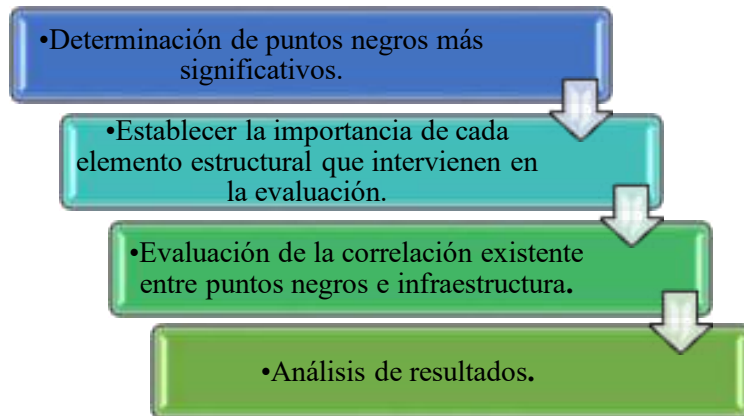 •Determinación de puntos negros más
significativos.
•Establecer la importancia de cada
elemento estructural que intervienen en
la evaluación.
•Evaluación de la correlación existente
entre puntos negros e infraestructura.
•Análisis de resultados.